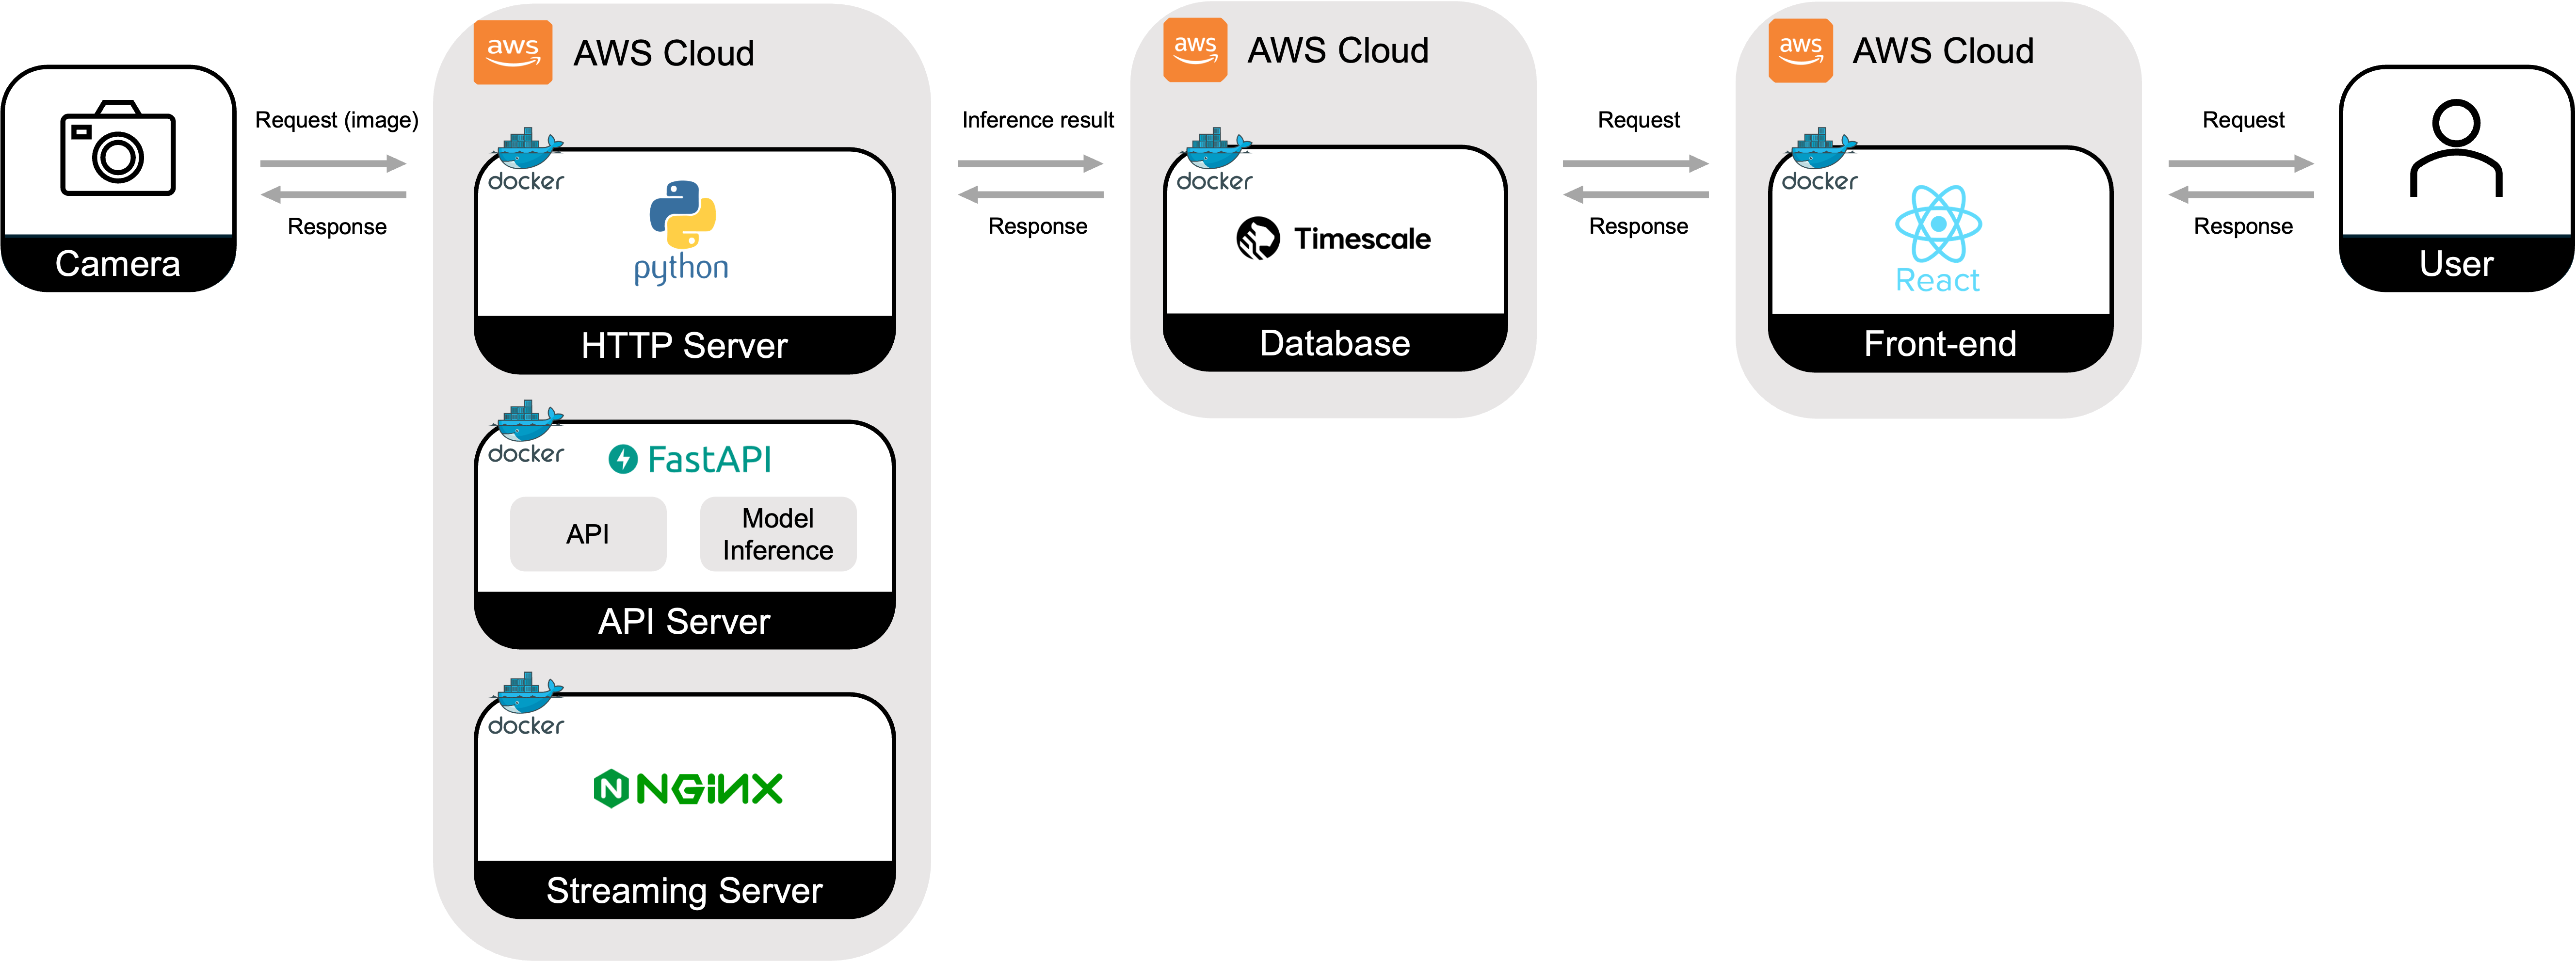 Camera
Request (image)
Response
aws
AWS Cloud
docker
python
HTTP Server
docker
FastAPI
API
Model
Inference
API Server
docker
NGINX
Streaming Server
Inference result
Response
aws
AWS Cloud
docker
Timescale
Database
Request
Response
aws
AWS Cloud
docker
React
Front-end
Request
Response
User